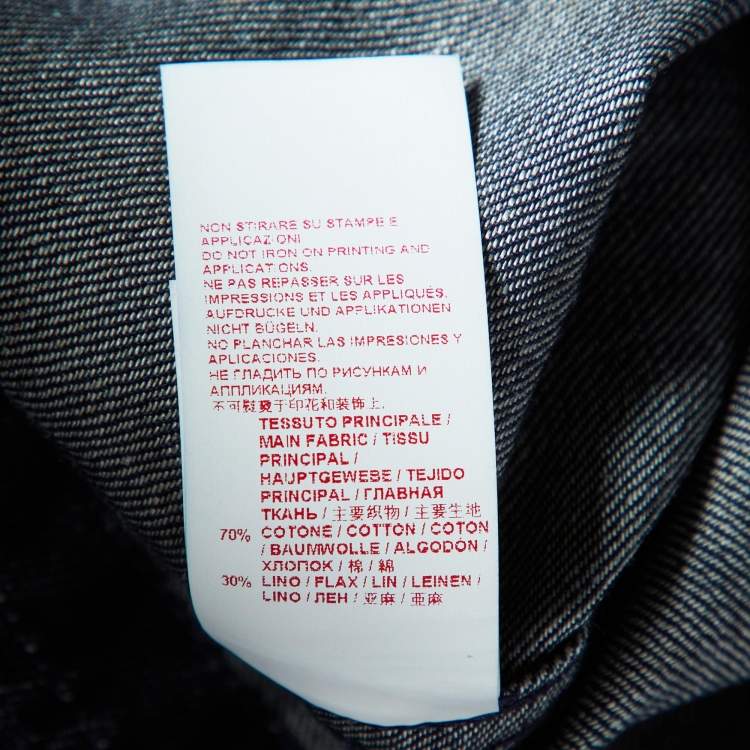 NON STIRARE SU STAMPE E
APPLICAZIONI
DO NOT IRON ON PRINTING AND
APPLICATIONS.
NE PAS REPASSER SUR LES
IMPRESSIONS ET LES APPLIQUÉS.
AUFDRUCKE UND APPLIKATIONEN
NICHT BÜGELN.
NO PLANCHAR LAS IMPRESIONES Y
APLICACIONES.
НЕ ГЛАДИТЬ ПО РИСУНКАМ И
АППЛИКАЦИЯМ.
不可熨烫于印花和装饰上.
TESSUTO PRINCIPALE /
MAIN FABRIC / TISSU
PRINCIPAL /
HAUPTGEWEBE / TEJIDO
PRINCIPAL / ГЛАВНАЯ
ТКАНЬ / 主要织物 / 主要生地
70% COTONE / COTTON / COTON
/ BAUMWOLLE / ALGODÓN /
ХЛОПОК / 棉 / 綿
30% LINO / FLAX / LIN / LEINEN /
LINO / ЛЕН / 亚麻 / 亜麻